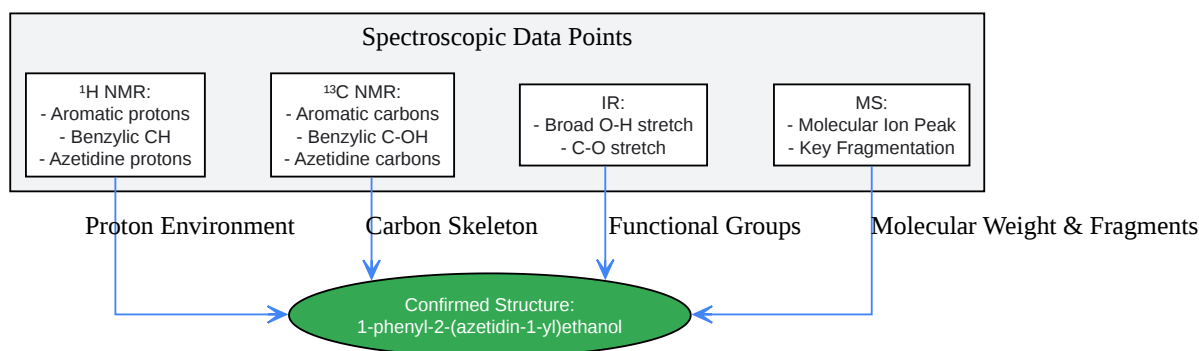 Spectroscopic Data Points
¹H NMR:
- Aromatic protons
- Benzylic CH
- Azetidine protons
¹³C NMR:
- Aromatic carbons
- Benzylic C-OH
- Azetidine carbons
IR:
- Broad O-H stretch
- C-O stretch
MS:
- Molecular Ion Peak
- Key Fragmentation
Proton Environment
Carbon Skeleton
Functional Groups
Molecular Weight & Fragments
Confirmed Structure:
1-phenyl-2-(azetidin-1-yl)ethanol